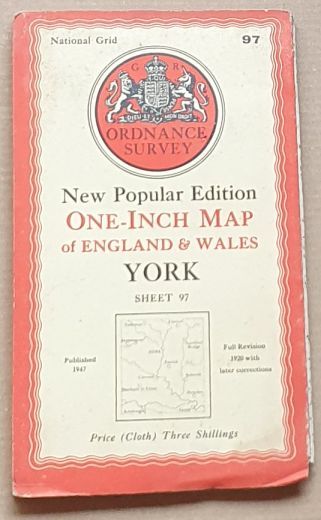 National Grid 97
G R
DIEU ET MON DROIT
ORDNANCE
SURVEY
New Popular Edition
ONE-INCH MAP
of ENGLAND & WALES
YORK
SHEET 97
Published
1947
Full Revision
1920 with
later corrections
Price (Cloth) Three Shillings